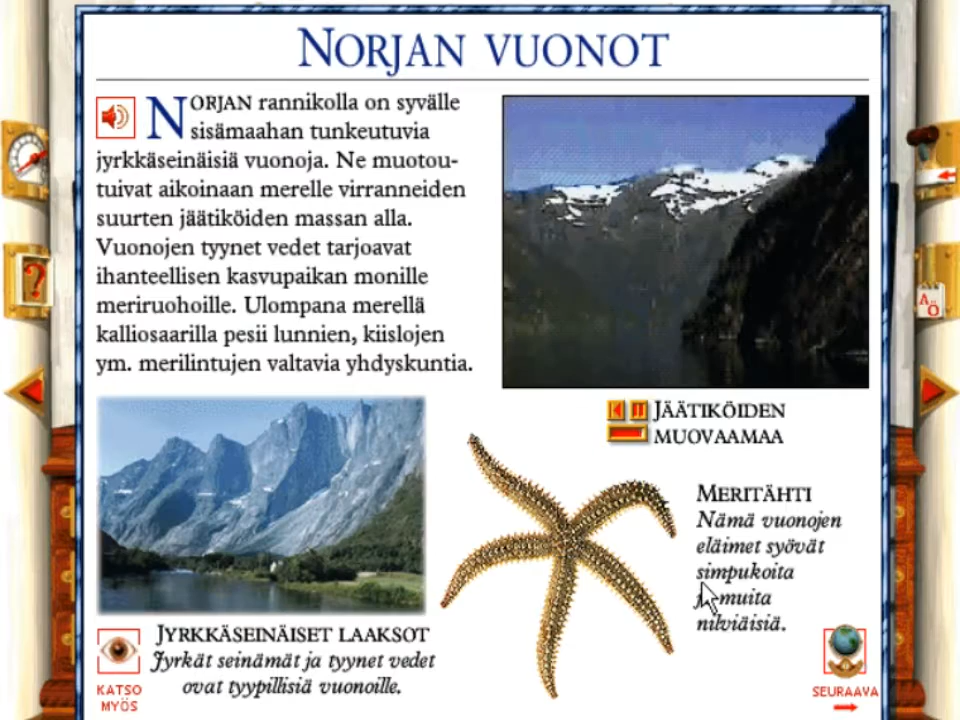 NORJAN VUONOT
NORJAN rannikolla on syvälle
sisämaahan tunkeutuvia
jyrkkäseinäisiä vuonoja. Ne muotou-
tuivat aikoinaan merelle virranneiden
suurten jäätiköiden massan alla.
Vuonojen tyynet vedet tarjoavat
ihanteellisen kasvupaikan monille
meriruohoille. Ulompana merellä
kalliosaarilla pesii lunnien, kiislojen
ym. merilintujen valtavia yhdyskuntia.
JÄÄTIKÖIDEN
MUOVAAMAA
MERITÄHTI
Nämä vuonojen
eläimet syövät
simpukoita
ja muita
nilviäisiä.
JYRKKÄSEINÄISET LAAKSOT
Jyrkät seinämät ja tyynet vedet
ovat tyypillisiä vuonoille.
KATSO
MYÖS
SEURAAVA
?
AÖ